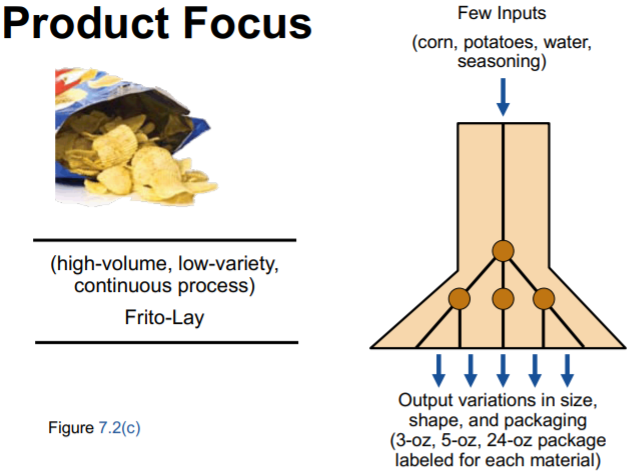 Product Focus
(high-volume, low-variety,
continuous process)
Frito-Lay
Figure 7.2(c)
Few Inputs
(corn, potatoes, water,
seasoning)
Output variations in size,
shape, and packaging
(3-oz, 5-oz, 24-oz package
labeled for each material)